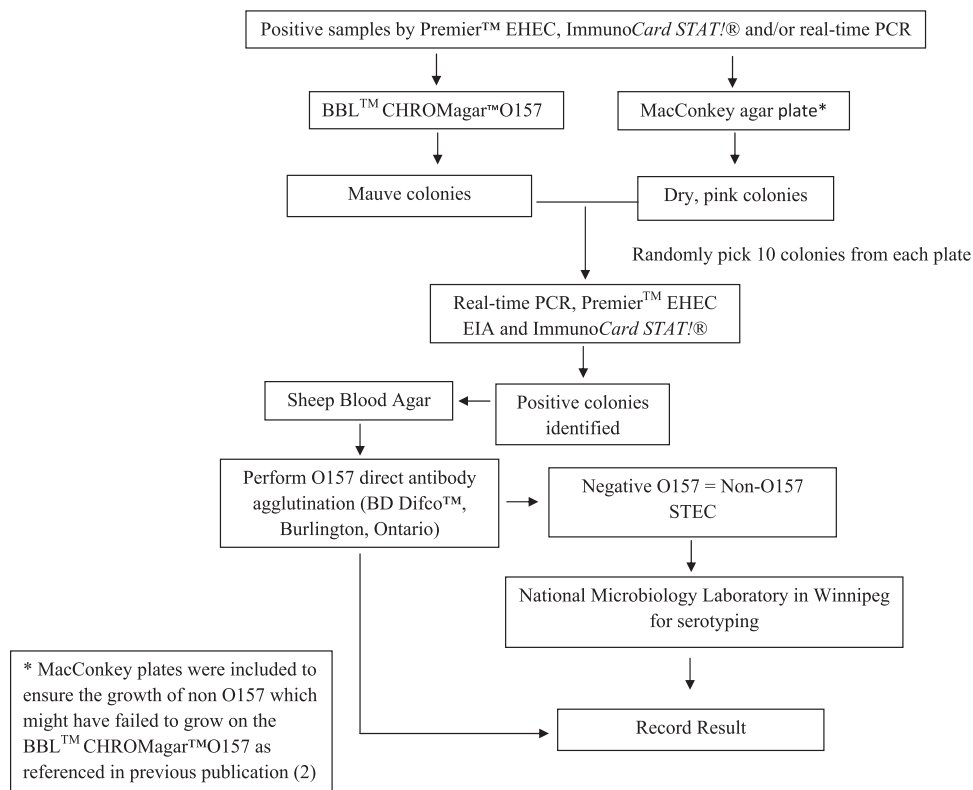 Positive samples by Premier™ EHEC, ImmunoCard STAT!® and/or real-time PCR
BBL™ CHROMagar™O157
MacConkey agar plate*
Mauve colonies
Dry, pink colonies
Randomly pick 10 colonies from each plate
Real-time PCR, Premier™ EHEC
EIA and ImmunoCard STAT!®
Sheep Blood Agar
Positive colonies
identified
Perform O157 direct antibody
agglutination (BD Difco™,
Burlington, Ontario)
Negative O157 = Non-O157
STEC
National Microbiology Laboratory in Winnipeg
for serotyping
* MacConkey plates were included to
ensure the growth of non O157 which
might have failed to grow on the
BBL™ CHROMagar™O157 as
referenced in previous publication (2)
Record Result